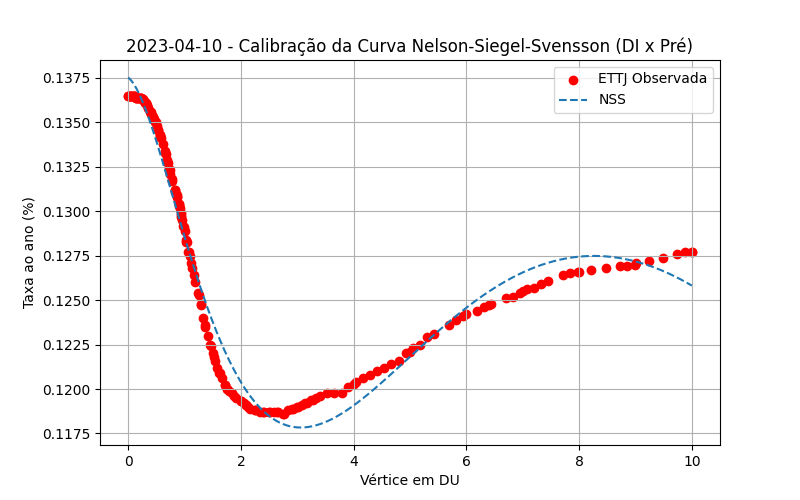 2023-04-10 - Calibração da Curva Nelson-Siegel-Svensson (DI x Pré)
ETTJ Observada
NSS
Taxa ao ano (%)
0.1375
0.1350
0.1325
0.1300
0.1275
0.1250
0.1225
0.1200
0.1175
0 2 4 6 8 10
Vértice em DU